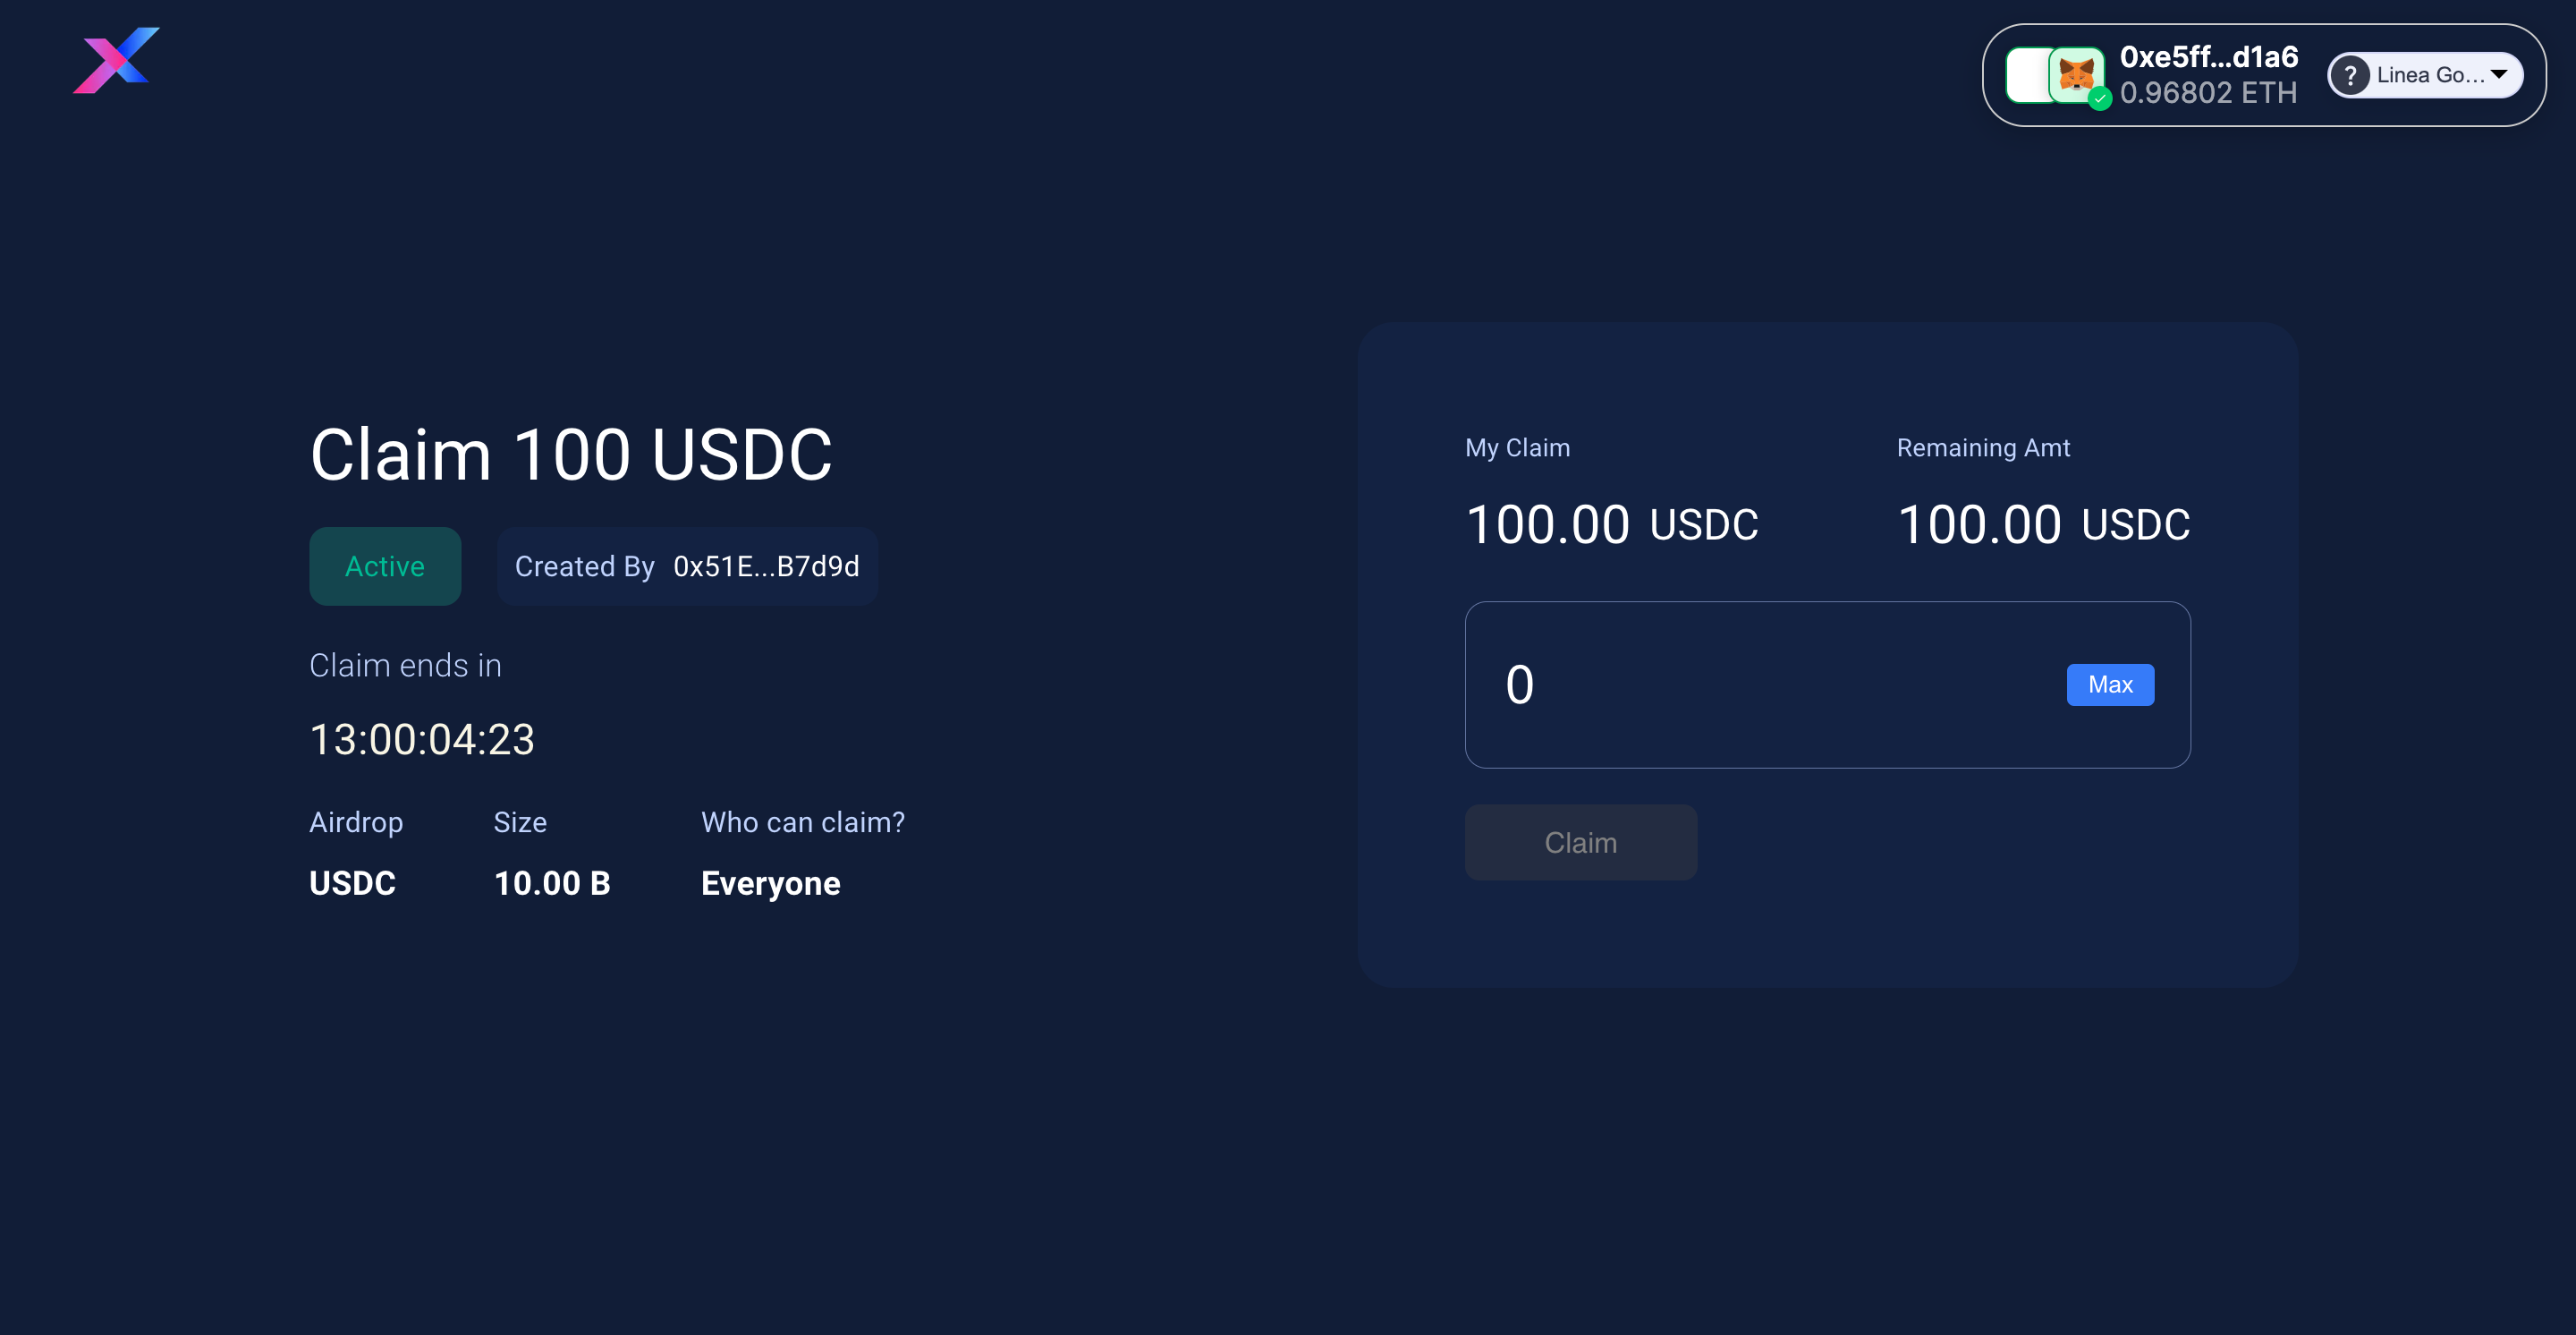 0xe5ff...d1a6
0.96802 ETH
? Linea Go...
Claim 100 USDC
Active
Created By 0x51E...B7d9d
Claim ends in
13:00:04:23
Airdrop Size Who can claim?
USDC 10.00 B Everyone
My Claim Remaining Amt
100.00 USDC 100.00 USDC
0 Max
Claim